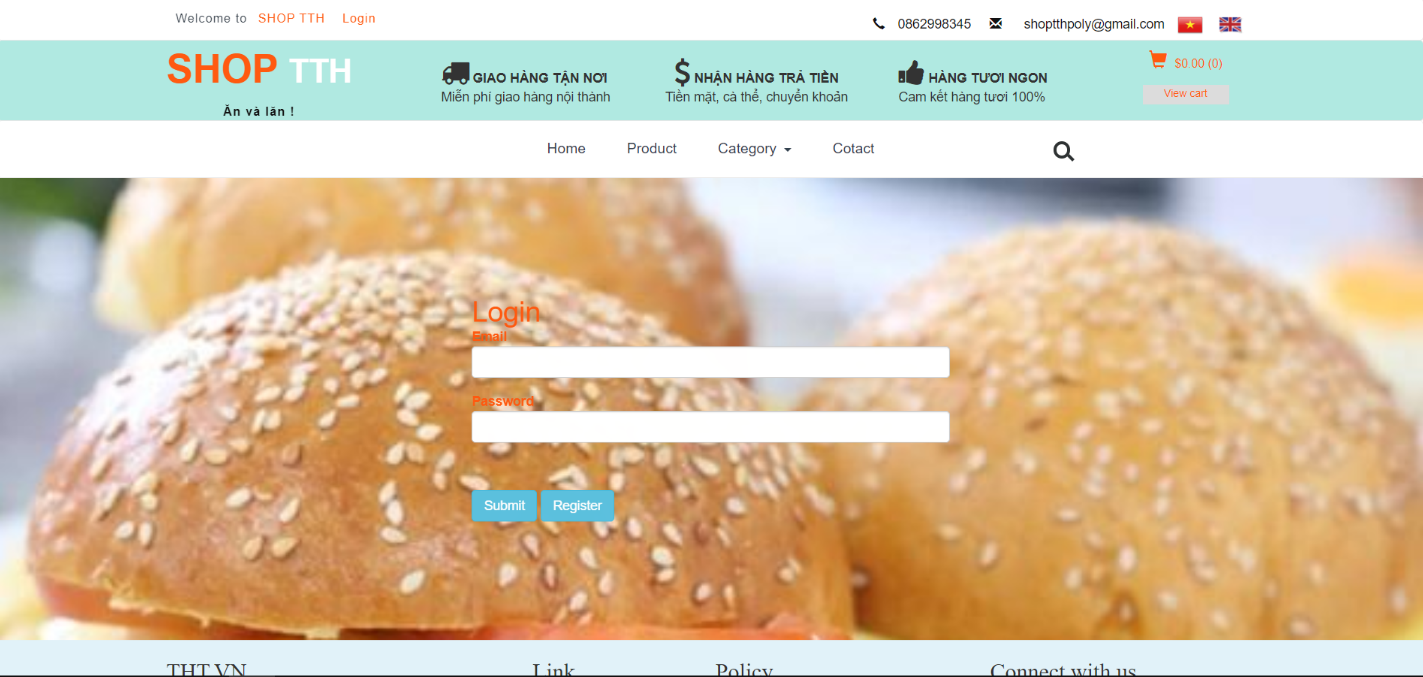 Welcome to SHOP TTH Login
0862998345 shoptthpoly@gmail.com
SHOP TTH
Ăn và lăn !
GIAO HÀNG TẬN NƠI
Miễn phí giao hàng nội thành
NHẬN HÀNG TRẢ TIỀN
Tiền mặt, cà thể, chuyển khoản
HÀNG TƯƠI NGON
Cam kết hàng tươi 100%
$0.00 (0)
View cart
Home Product Category Cotact
Login
Email
Password
Submit Register
THT VN Link Policy Connect with us